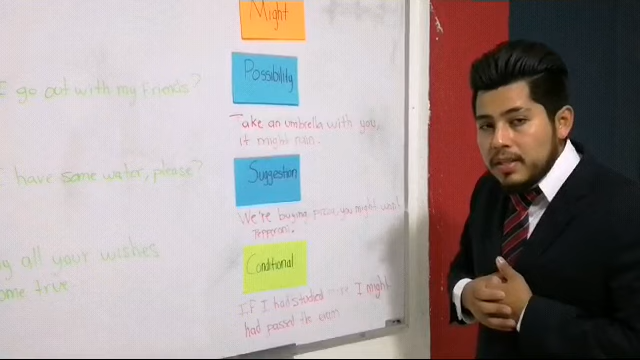 Might
Possibility
I go out with my friends?
Take an umbrella with you,
it might rain.
I have some water, please?
Suggestion
We're buying pizza, you might want
pepperoni.
all your wishes
ome true
Conditional
If I had studied I might
had passed the exam